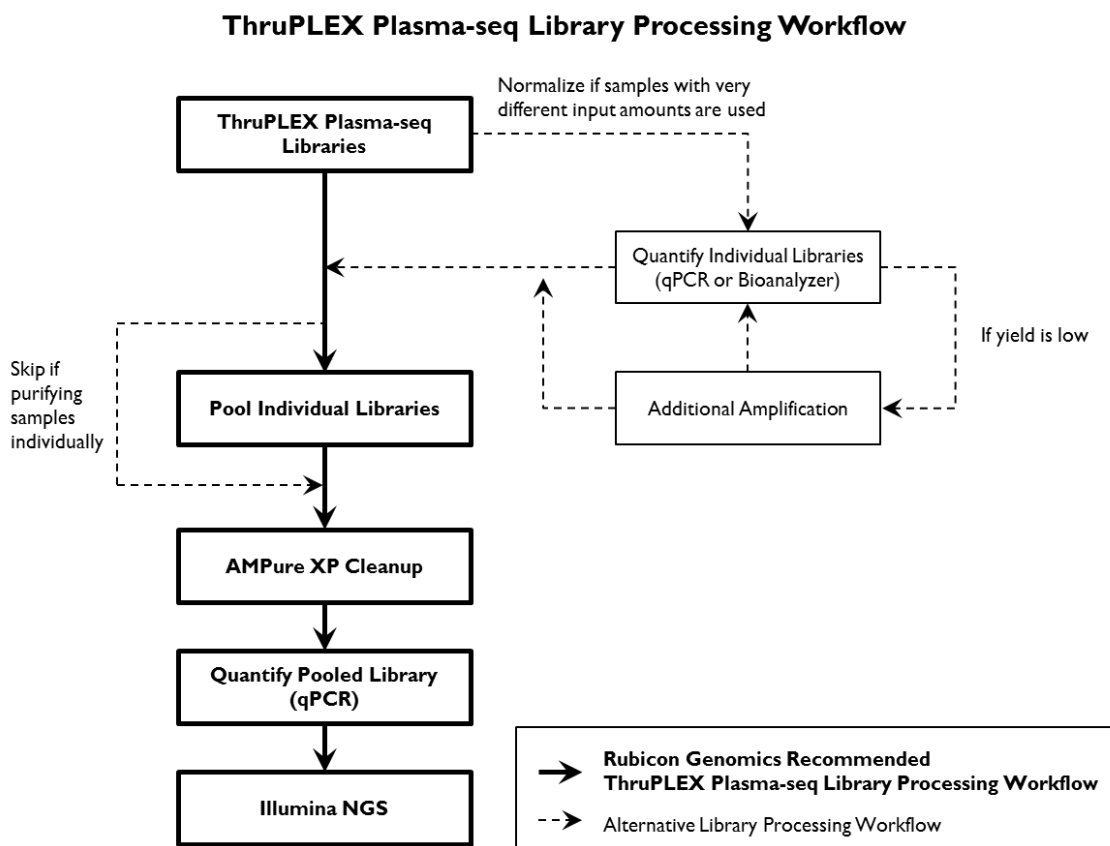 ThruPLEX Plasma-seq Library Processing Workflow
Normalize if samples with very
different input amounts are used
ThruPLEX Plasma-seq
Libraries
Quantify Individual Libraries
(qPCR or Bioanalyzer)
If yield is low
Skip if
purifying
samples
individually
Pool Individual Libraries
Additional Amplification
AMPure XP Cleanup
Quantify Pooled Library
(qPCR)
Illumina NGS
Rubicon Genomics Recommended
ThruPLEX Plasma-seq Library Processing Workflow
Alternative Library Processing Workflow